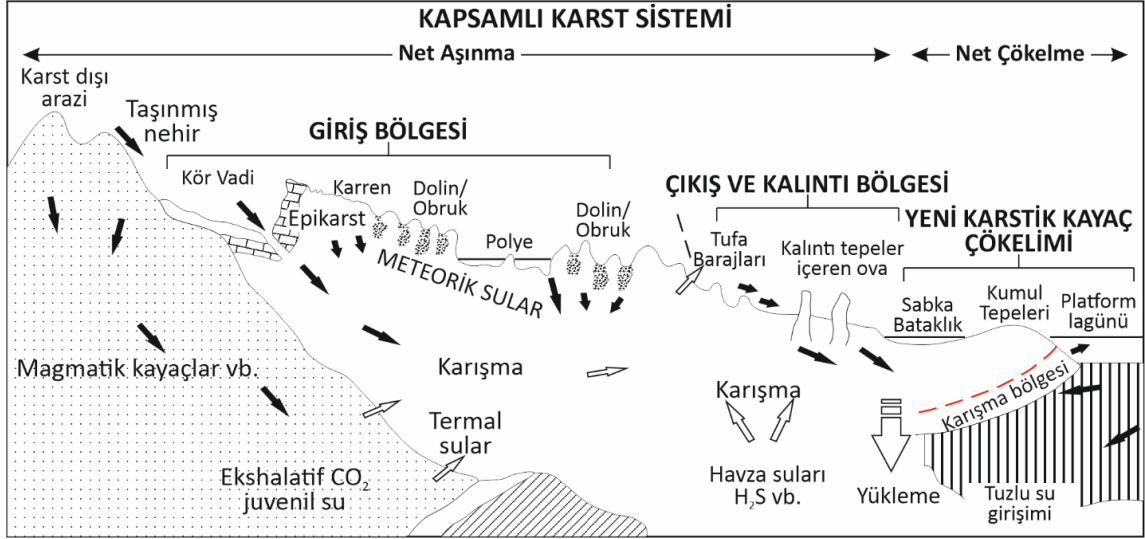 KAPSAMLI KARST SİSTEMİ
Net Aşınma
Net Çökelme
Karst dışı
arazi
Taşınmış
nehir
GİRİŞ BÖLGESİ
Kör Vadi
Karren
Epikarst
Dolin/
Obruk
Polye
Dolin/
Obruk
METEORİK SULAR
ÇIKIŞ VE KALINTI BÖLGESİ
Tufa
Barajları
Kalıntı tepeler
içeren ova
YENİ KARSTİK KAYAÇ
ÇÖKELİMİ
Sabka
Bataklık
Kumul
Tepeleri
Platform
lagünü
Magmatik kayaçlar vb.
Karışma
Karışma
Karışma bölgesi
Termal
sular
Ekshalatif CO₂
juvenil su
Havza suları
H₂S vb.
Yükleme
Tuzlu su
girişimi